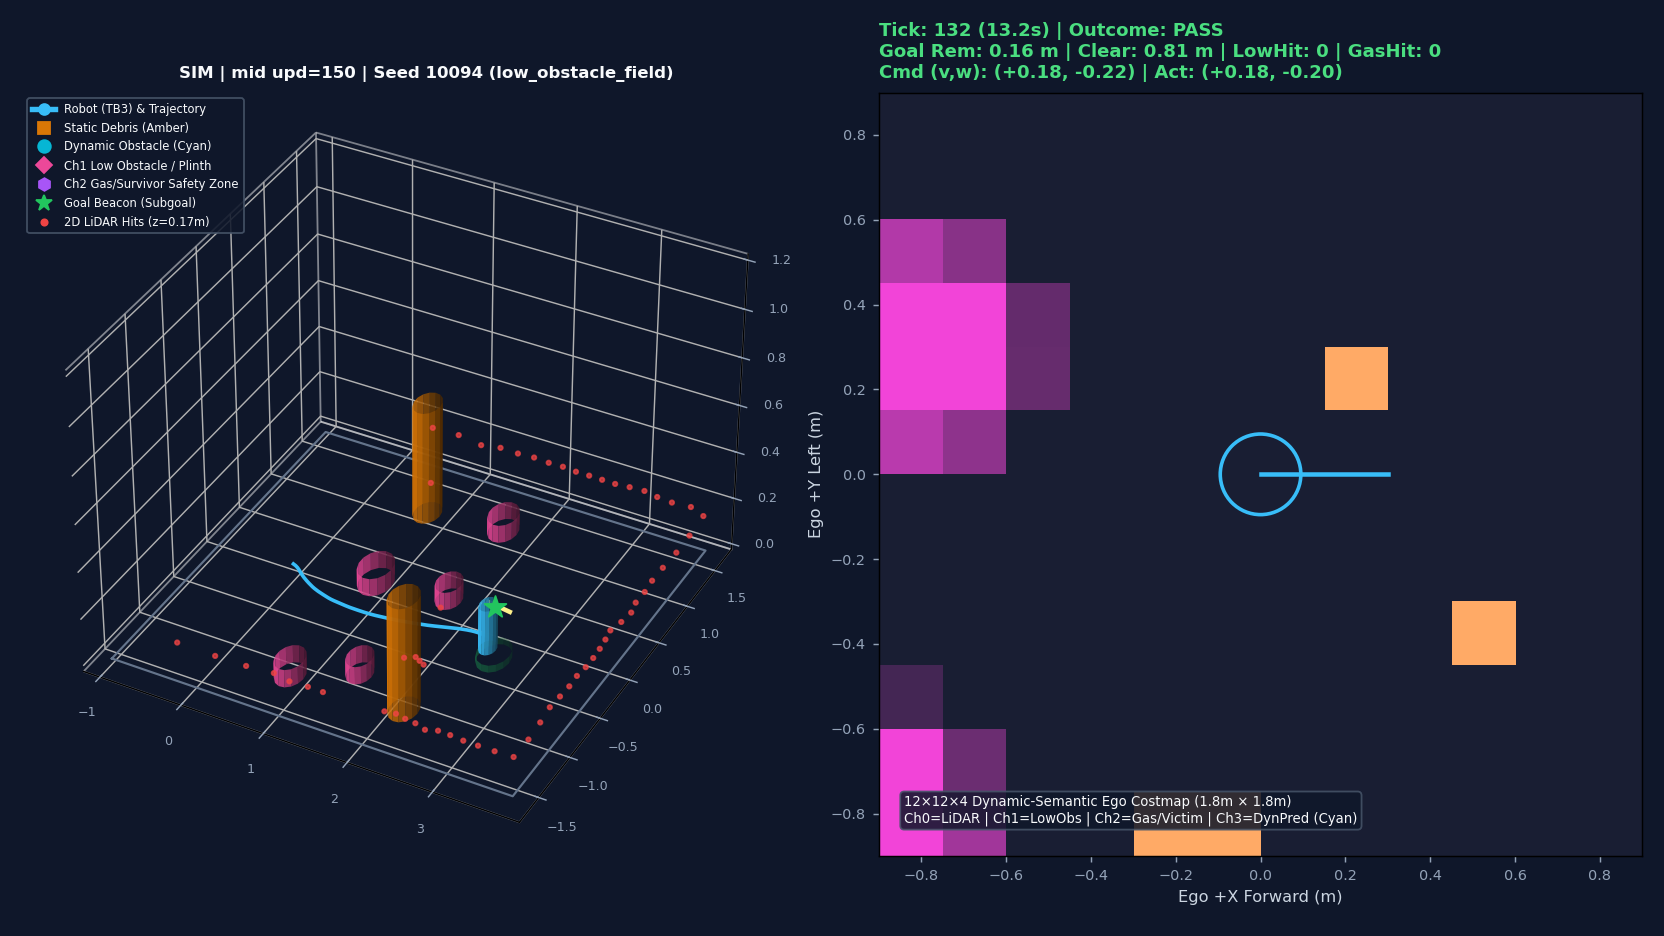 SIM | mid upd=150 | Seed 10094 (low_obstacle_field)
Robot (TB3) & Trajectory
Static Debris (Amber)
Dynamic Obstacle (Cyan)
Ch1 Low Obstacle / Plinth
Ch2 Gas/Survivor Safety Zone
Goal Beacon (Subgoal)
2D LiDAR Hits (z=0.17m)
1.2
1.0
0.8
0.6
0.4
0.2
0.0
1.5
1.0
0.5
0.0
−0.5
−1.0
−1.5
−1
0
1
2
3
Tick: 132 (13.2s) | Outcome: PASS
Goal Rem: 0.16 m | Clear: 0.81 m | LowHit: 0 | GasHit: 0
Cmd (v,w): (+0.18, -0.22) | Act: (+0.18, -0.20)
Ego +Y Left (m)
0.8
0.6
0.4
0.2
0.0
−0.2
−0.4
−0.6
−0.8
12×12×4 Dynamic-Semantic Ego Costmap (1.8m × 1.8m)
Ch0=LiDAR | Ch1=LowObs | Ch2=Gas/Victim | Ch3=DynPred (Cyan)
−0.8
−0.6
−0.4
−0.2
0.0
0.2
0.4
0.6
0.8
Ego +X Forward (m)